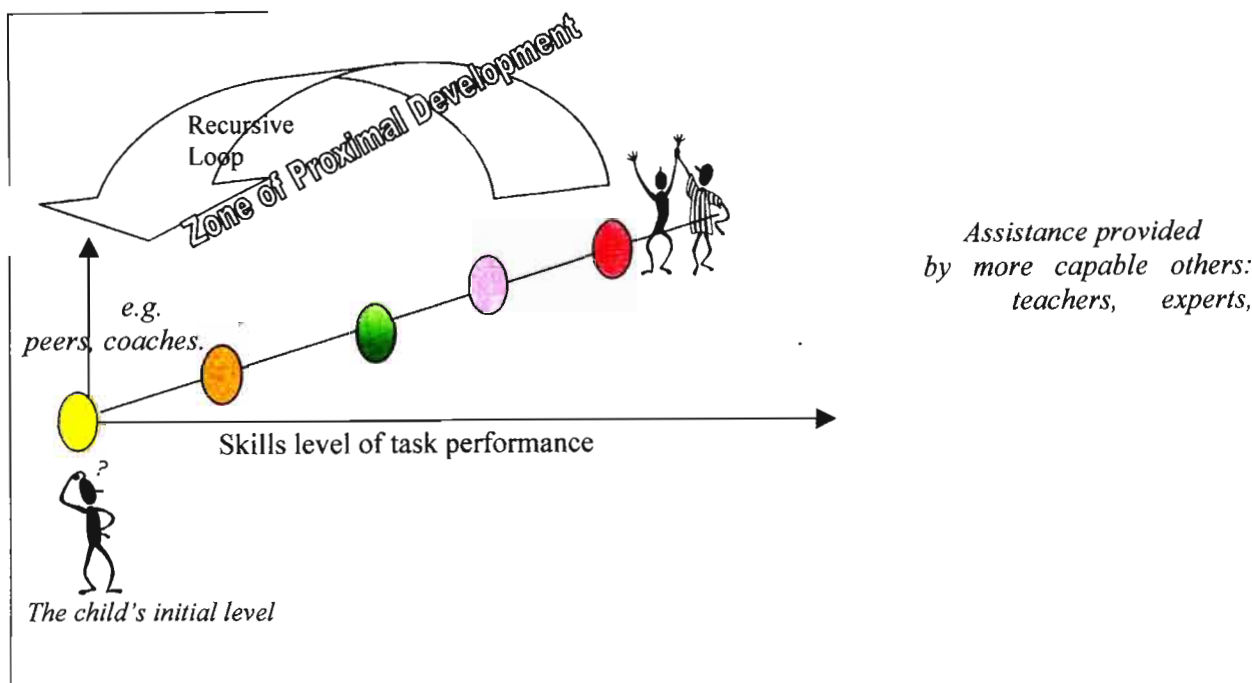 Zone of Proximal Development
Recursive
Loop
Assistance provided
by more capable others:
teachers, experts,
e.g.
peers, coaches.
Skills level of task performance
?
The child's initial level